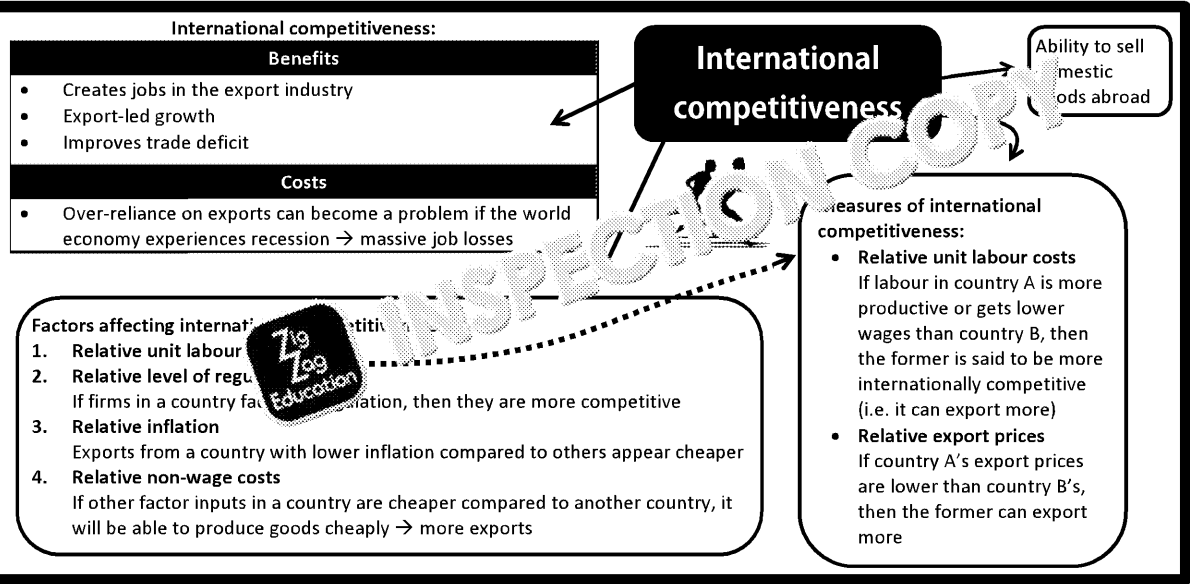 International competitiveness:
Benefits
• Creates jobs in the export industry
• Export-led growth
• Improves trade deficit
Costs
• Over-reliance on exports can become a problem if the world
economy experiences recession → massive job losses
International
competitiveness
Ability to sell
abroad
Measures of international
competitiveness:
• Relative unit labour costs
If labour in country A is more
productive or gets lower
wages than country B, then
the former is said to be more
internationally competitive
(i.e. it can export more)
• Relative export prices
If country A's export prices
are lower than country B's,
then the former can export
more
Factors affecting
1. Relative unit labour
2. Relative level of
If firms in a country then they are more competitive
3. Relative inflation
Exports from a country with lower inflation compared to others appear cheaper
4. Relative non-wage costs
If other factor inputs in a country are cheaper compared to another country, it
will be able to produce goods cheaply → more exports
Zig
Zag
Education
INSPECTION COPY